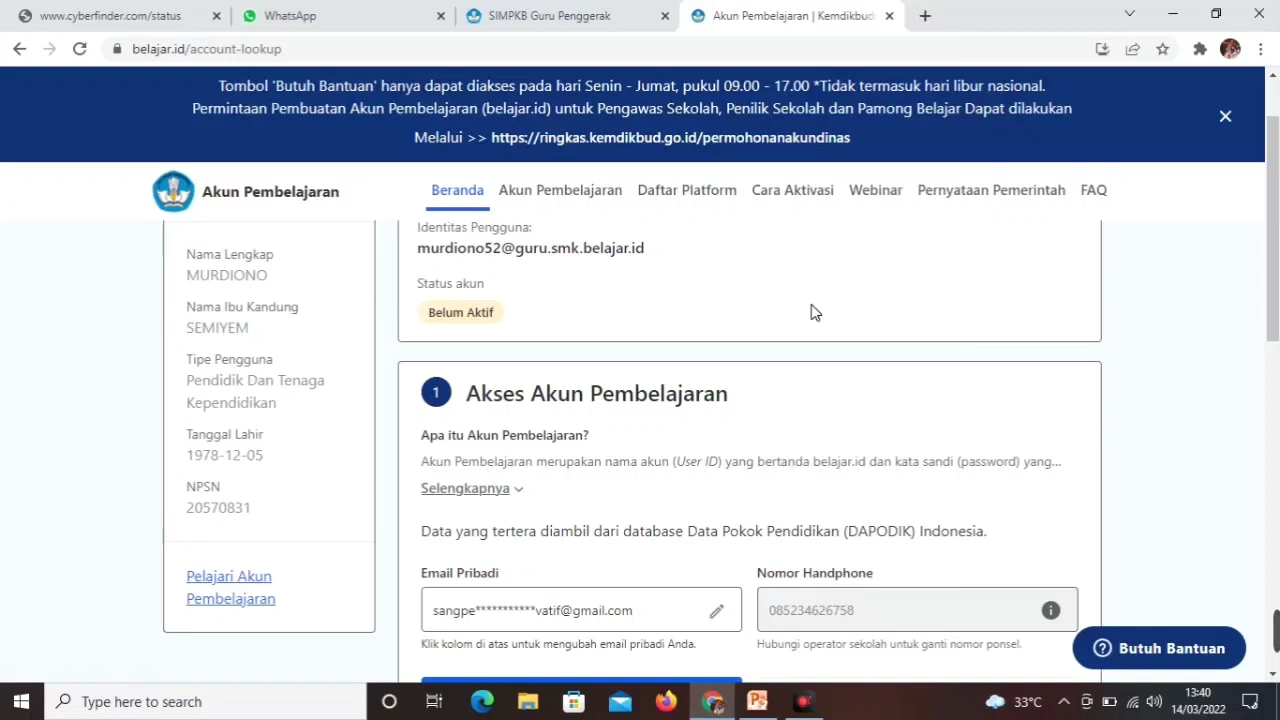 www.cyberfinder.com/status
WhatsApp
SIMPKB Guru Penggerak
Akun Pembelajaran | Kemdikbud
belajar.id/account-lookup
Tombol 'Butuh Bantuan' hanya dapat diakses pada hari Senin - Jumat, pukul 09.00 - 17.00 *Tidak termasuk hari libur nasional.
Permintaan Pembuatan Akun Pembelajaran (belajar.id) untuk Pengawas Sekolah, Penilik Sekolah dan Pamong Belajar Dapat dilakukan
Melalui >> https://ringkas.kemdikbud.go.id/permohonanakundinas
Akun Pembelajaran
Beranda
Akun Pembelajaran
Daftar Platform
Cara Aktivasi
Webinar
Pernyataan Pemerintah
FAQ
Nama Lengkap
MURDIONO
Nama Ibu Kandung
SEMIYEM
Tipe Pengguna
Pendidik Dan Tenaga
Kependidikan
Tanggal Lahir
1978-12-05
NPSN
20570831
Pelajari Akun
Pembelajaran
Identitas Pengguna:
murdiono52@guru.smk.belajar.id
Status akun
Belum Aktif
1
Akses Akun Pembelajaran
Apa itu Akun Pembelajaran?
Akun Pembelajaran merupakan nama akun (User ID) yang bertanda belajar.id dan kata sandi (password) yang...
Selengkapnya
Data yang tertera diambil dari database Data Pokok Pendidikan (DAPODIK) Indonesia.
Email Pribadi
sangpe***********vatif@gmail.com
Klik kolom di atas untuk mengubah email pribadi Anda.
Nomor Handphone
085234626758
Hubungi operator sekolah untuk ganti nomor ponsel.
Butuh Bantuan
Type here to search
33°C
13:40
14/03/2022